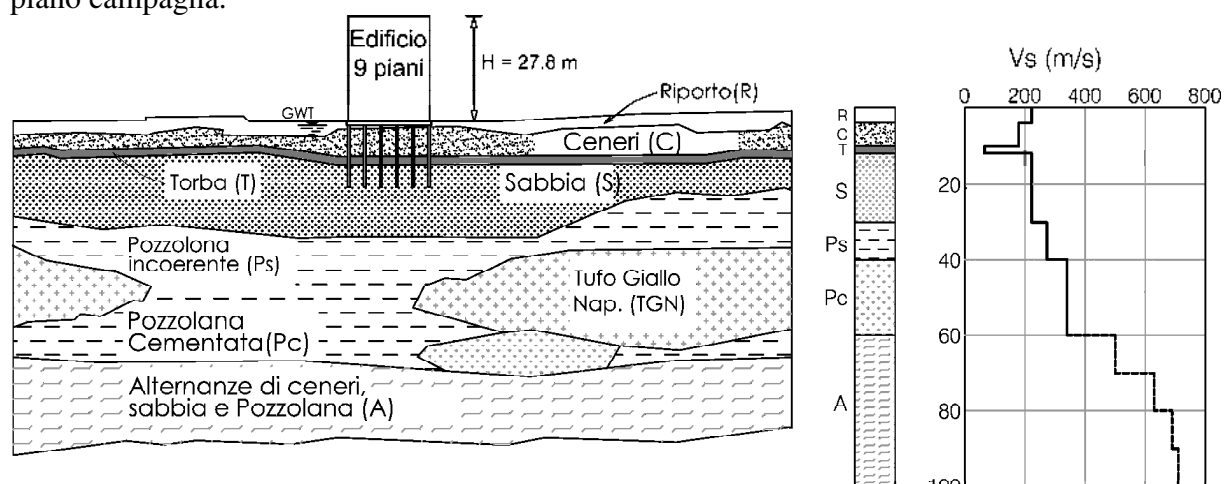 piano campagna.
Edificio
9 piani
H = 27.8 m
GWT
Riporto(R)
Ceneri (C)
Torba (T)
Sabbia (S)
Pozzolona
incoerente (Ps)
Tufo Giallo
Nap. (TGN)
Pozzolana
Cementata(Pc)
Alternanze di ceneri,
sabbia e Pozzolana (A)
R
C
T
S
Ps
Pc
A
Vs (m/s)
0 200 400 600 800
20
40
60
80
100